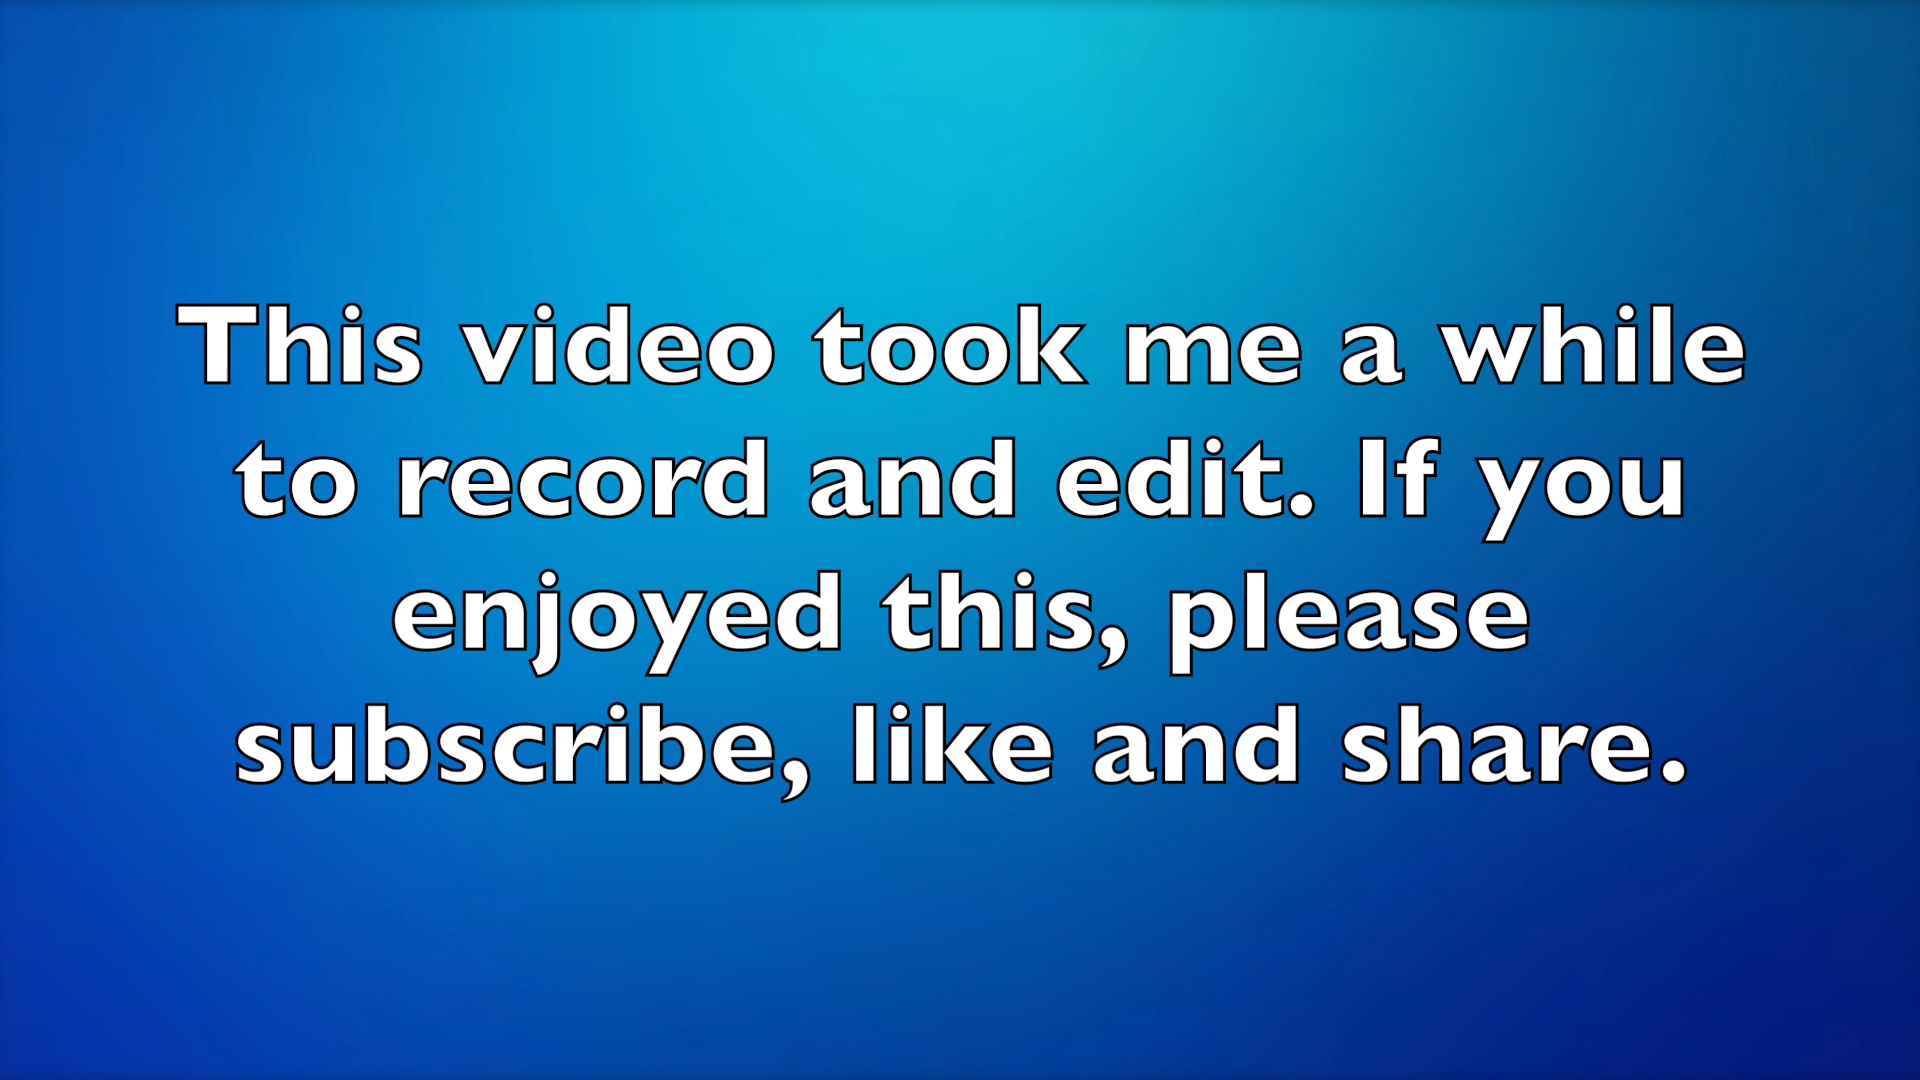 This video took me a while
to record and edit. If you
enjoyed this, please
subscribe, like and share.